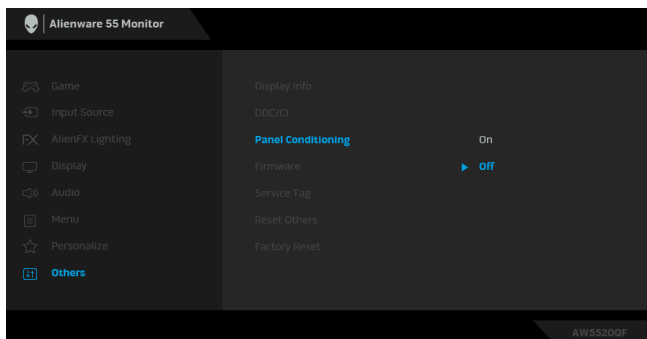 Alienware 55 Monitor
Game
Display Info
Input Source
DDC/CI
FX AlienFX Lighting
Panel Conditioning On
Display
Firmware Off
Audio
Service Tag
Menu
Reset Others
Personalize
Factory Reset
Others
AW5520QF